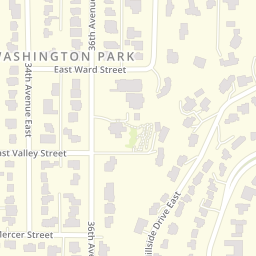 36th Avenue
WASHINGTON PARK
East Ward Street
34th Avenue East
East Valley Street
Hillside Drive East
36th Ave
Mercer Street